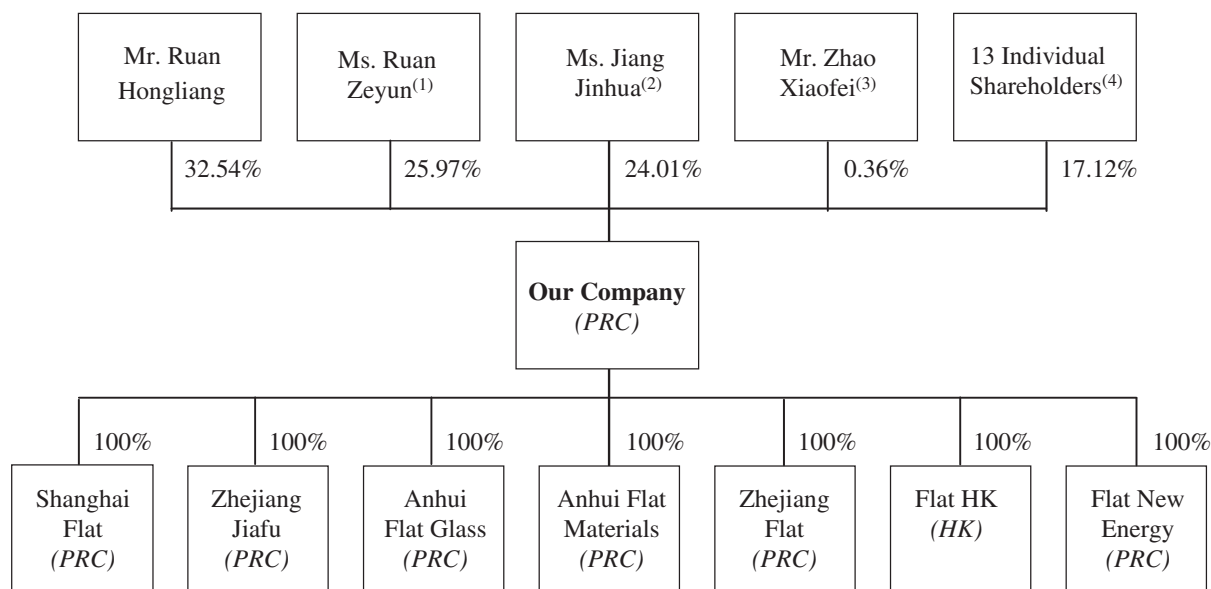 Mr. Ruan
Hongliang
Ms. Ruan
Zeyun(1)
Ms. Jiang
Jinhua(2)
Mr. Zhao
Xiaofei(3)
13 Individual
Shareholders(4)
32.54%
25.97%
24.01%
0.36%
17.12%
Our Company
(PRC)
100%
100%
100%
100%
100%
100%
100%
Shanghai
Flat
(PRC)
Zhejiang
Jiafu
(PRC)
Anhui
Flat Glass
(PRC)
Anhui Flat
Materials
(PRC)
Zhejiang
Flat
(PRC)
Flat HK
(HK)
Flat New
Energy
(PRC)